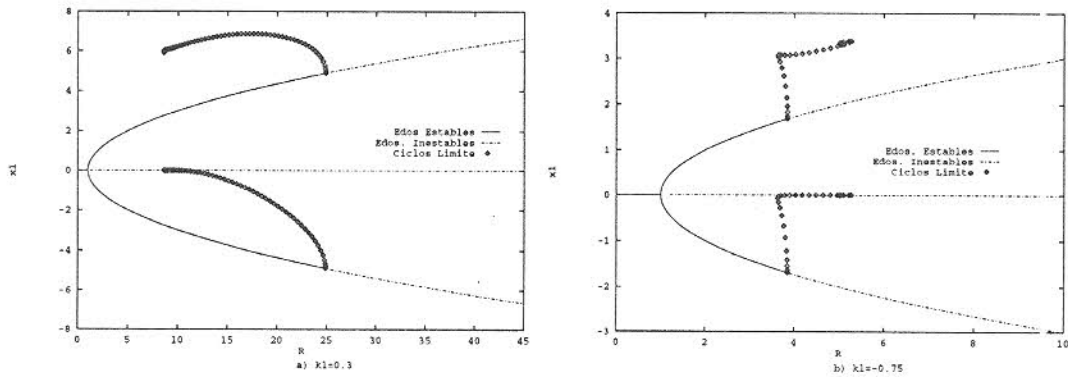 8
6
4
2
0
-2
-4
-6
-8
x1
Edos Estables
Edos. Inestables
Ciclos Limite
0
5
10
15
20
25
30
35
40
45
R
a) k1=0.3
4
3
2
1
0
-1
-2
-3
x1
Edos. Estables
Edos. Inestables
Ciclos Limite
0
2
4
6
8
10
R
b) k1=-0.75